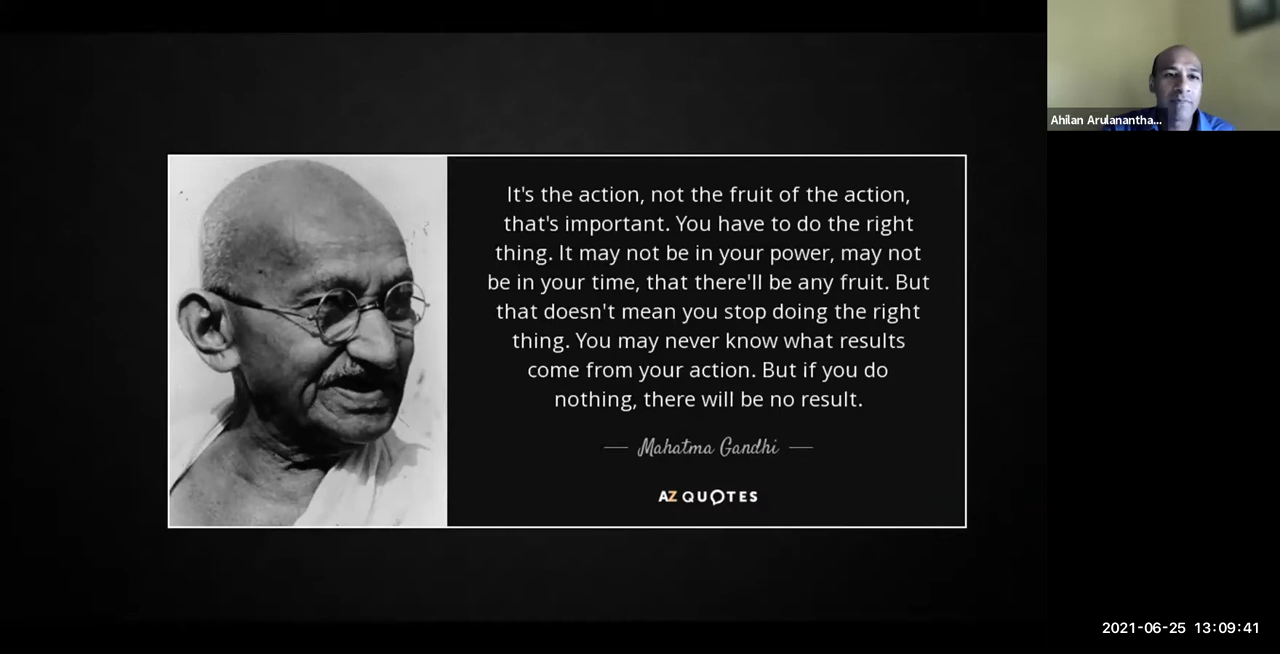 It's the action, not the fruit of the action,
that's important. You have to do the right
thing. It may not be in your power, may not
be in your time, that there'll be any fruit. But
that doesn't mean you stop doing the right
thing. You may never know what results
come from your action. But if you do
nothing, there will be no result.
Mahatma Gandhi
AZ QUOTES
Ahilan Arulanantha...
2021-06-25 13:09:41